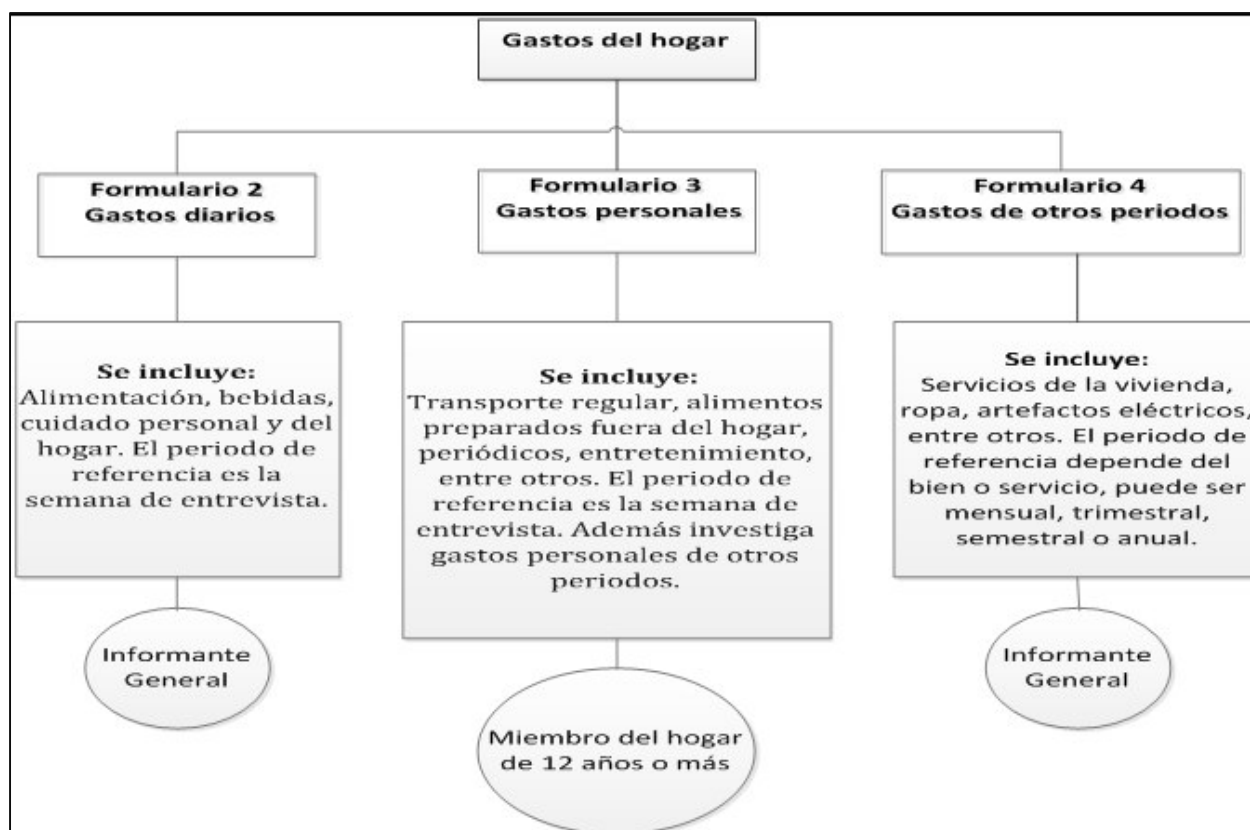 Gastos del hogar
Formulario 2
Gastos diarios
Formulario 3
Gastos personales
Formulario 4
Gastos de otros periodos
Se incluye:
Alimentación, bebidas,
cuidado personal y del
hogar. El periodo de
referencia es la
semana de entrevista.
Se incluye:
Transporte regular, alimentos
preparados fuera del hogar,
periódicos, entretenimiento,
entre otros. El periodo de
referencia es la semana de
entrevista. Además investiga
gastos personales de otros
periodos.
Se incluye:
Servicios de la vivienda,
ropa, artefactos eléctricos,
entre otros. El periodo de
referencia depende del
bien o servicio, puede ser
mensual, trimestral,
semestral o anual.
Informante
General
Miembro del hogar
de 12 años o más
Informante
General